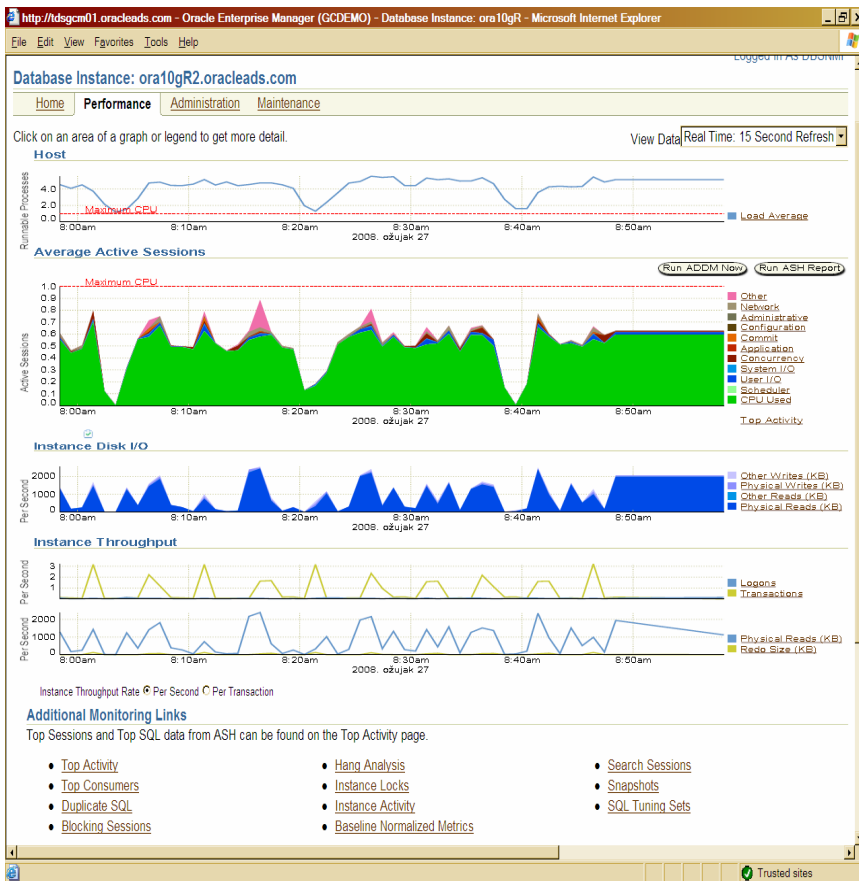 http://tdsgcm01.oracleads.com - Oracle Enterprise Manager (GCDEMO) - Database Instance: ora10gR - Microsoft Internet Explorer
File Edit View Favorites Tools Help
Logged in As DBSNMP
Database Instance: ora10gR2.oracleads.com
Home Performance Administration Maintenance
Click on an area of a graph or legend to get more detail.
View Data Real Time: 15 Second Refresh
Host
Runnable Processes
4.0
2.0
0.0
Maximum CPU
8:00am 8:10am 8:20am 8:30am 8:40am 8:50am
2008. ožujak 27
Load Average
Average Active Sessions
Run ADDM Now Run ASH Report
Maximum CPU
Active Sessions
1.0
0.9
0.8
0.7
0.6
0.5
0.4
0.3
0.2
0.1
0.0
8:00am 8:10am 8:20am 8:30am 8:40am 8:50am
2008. ožujak 27
Other
Network
Administrative
Configuration
Commit
Application
Concurrency
System I/O
User I/O
Scheduler
CPU Used
Top Activity
Instance Disk I/O
Per Second
2000
1000
0
8:00am 8:10am 8:20am 8:30am 8:40am 8:50am
2008. ožujak 27
Other Writes (KB)
Physical Writes (KB)
Other Reads (KB)
Physical Reads (KB)
Instance Throughput
Per Second
3
2
1
Logons
Transactions
Per Second
2000
1000
0
8:00am 8:10am 8:20am 8:30am 8:40am 8:50am
2008. ožujak 27
Physical Reads (KB)
Redo Size (KB)
Instance Throughput Rate Per Second Per Transaction
Additional Monitoring Links
Top Sessions and Top SQL data from ASH can be found on the Top Activity page.
Top Activity
Top Consumers
Duplicate SQL
Blocking Sessions
Hang Analysis
Instance Locks
Instance Activity
Baseline Normalized Metrics
Search Sessions
Snapshots
SQL Tuning Sets
Trusted sites